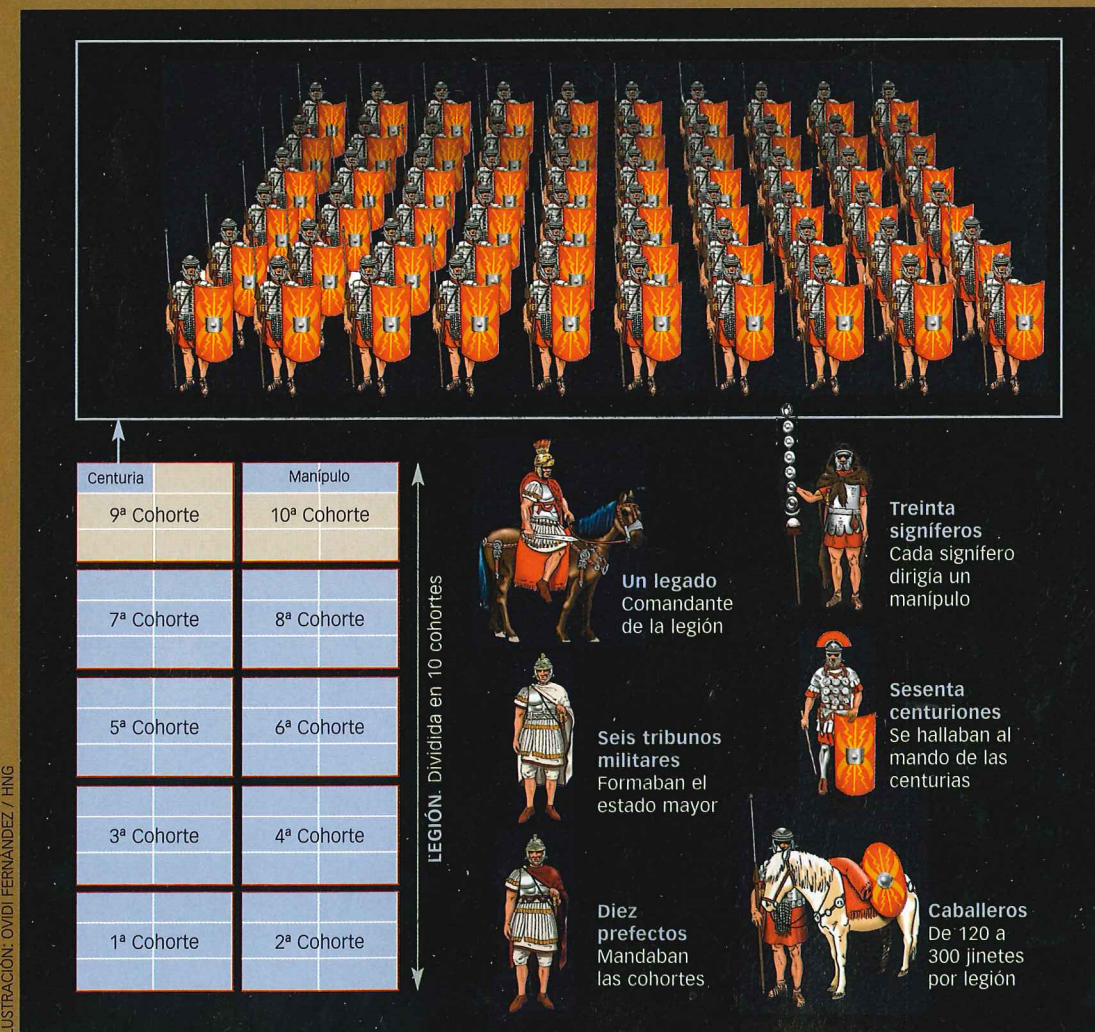 Centuria
Manípulo
9ª Cohorte
10ª Cohorte
7ª Cohorte
8ª Cohorte
5ª Cohorte
6ª Cohorte
3ª Cohorte
4ª Cohorte
1ª Cohorte
2ª Cohorte
LEGIÓN. Dividida en 10 cohortes
Un legado
Comandante
de la legión
Seis tribunos
militares
Formaban el
estado mayor
Diez
prefectos
Mandaban
las cohortes
Treinta
signíferos
Cada signífero
dirigía un
manípulo
Sesenta
centuriones
Se hallaban al
mando de las
centurias
Caballeros
De 120 a
300 jinetes
por legión
ILUSTRACIÓN: OVIDI FERNÁNDEZ / HNG